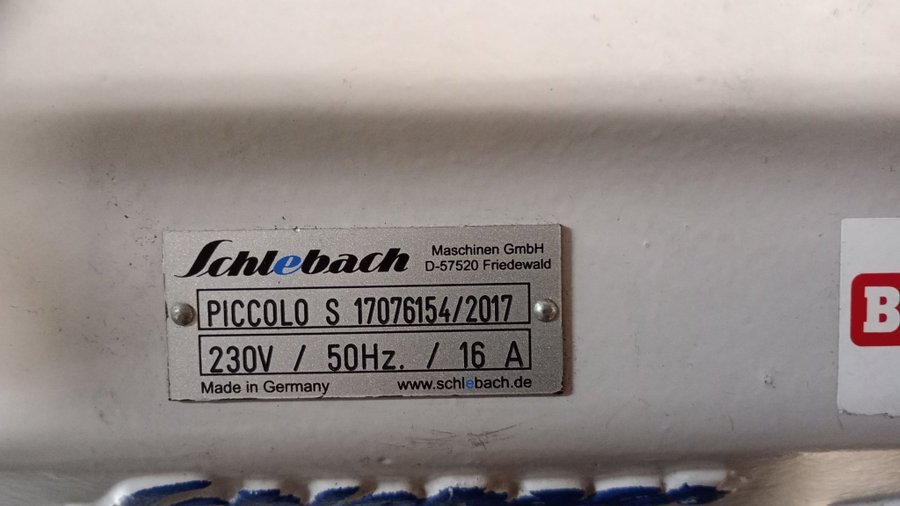 Schlebach
Maschinen GmbH
D-57520 Friedewald
PICCOLO S 17076154/2017
230V / 50Hz. / 16 A
Made in Germany
www.schlebach.de
B